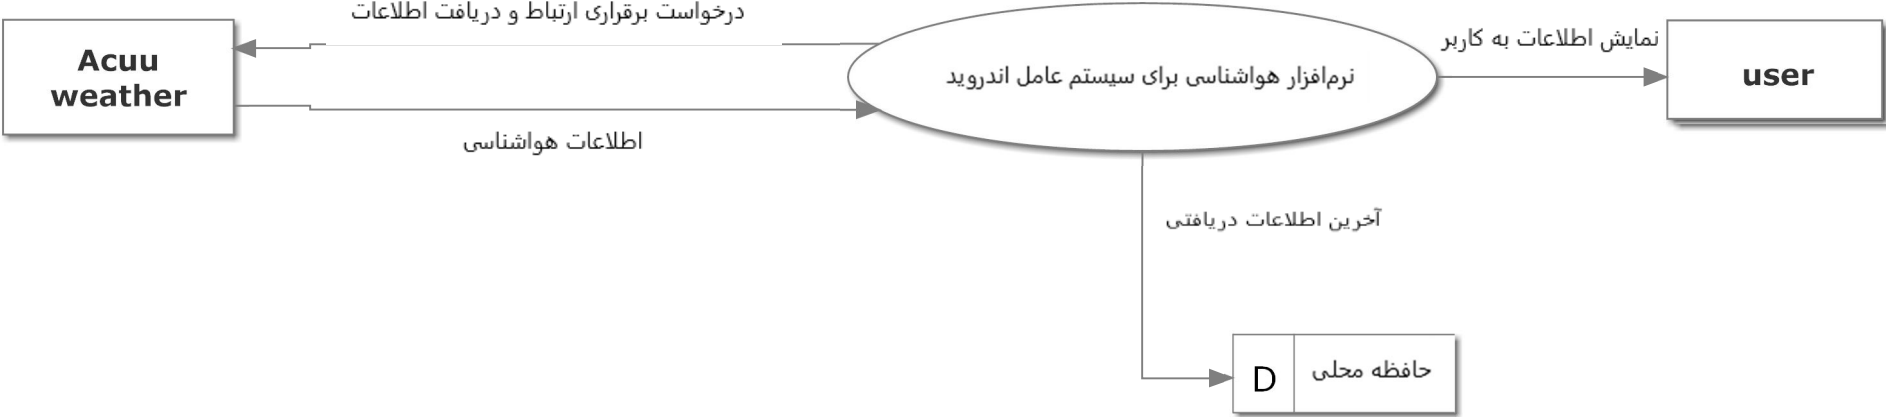 درخواست برقراری ارتباط و دریافت اطلاعات
Acuu
weather
اطلاعات هواشناسی
نرم‌افزار هواشناسی برای سیستم عامل اندروید
نمایش اطلاعات به کاربر
user
آخرین اطلاعات دریافتی
D
حافظه محلی